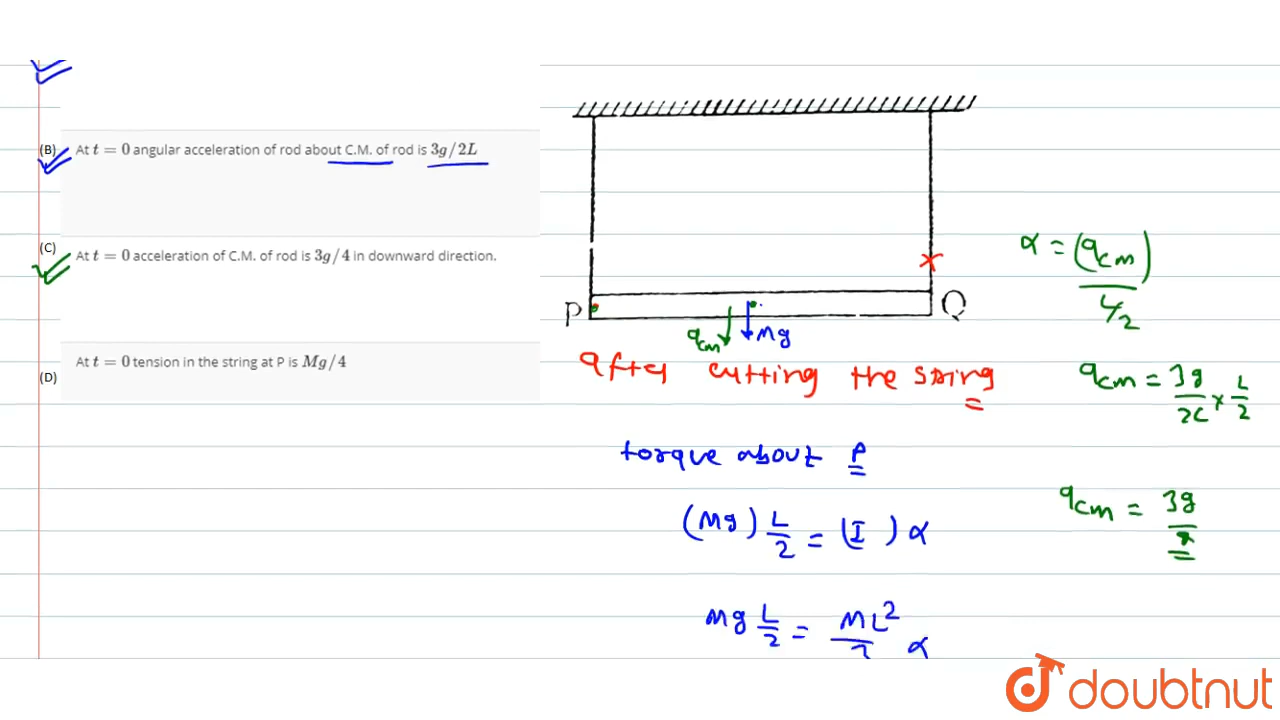 (B) At t = 0 angular acceleration of rod about C.M. of rod is 3g/2L
(C) At t = 0 acceleration of C.M. of rod is 3g/4 in downward direction.
(D) At t = 0 tension in the string at P is Mg/4
P
Q
a_cm
Mg
after cutting the string
torque about P
(Mg) L/2 = (I) α
Mg L/2 = ML²/3 α
α = (a_cm)/(L/2)
a_cm = 3g/2L × L/2
a_cm = 3g/
doubtnut